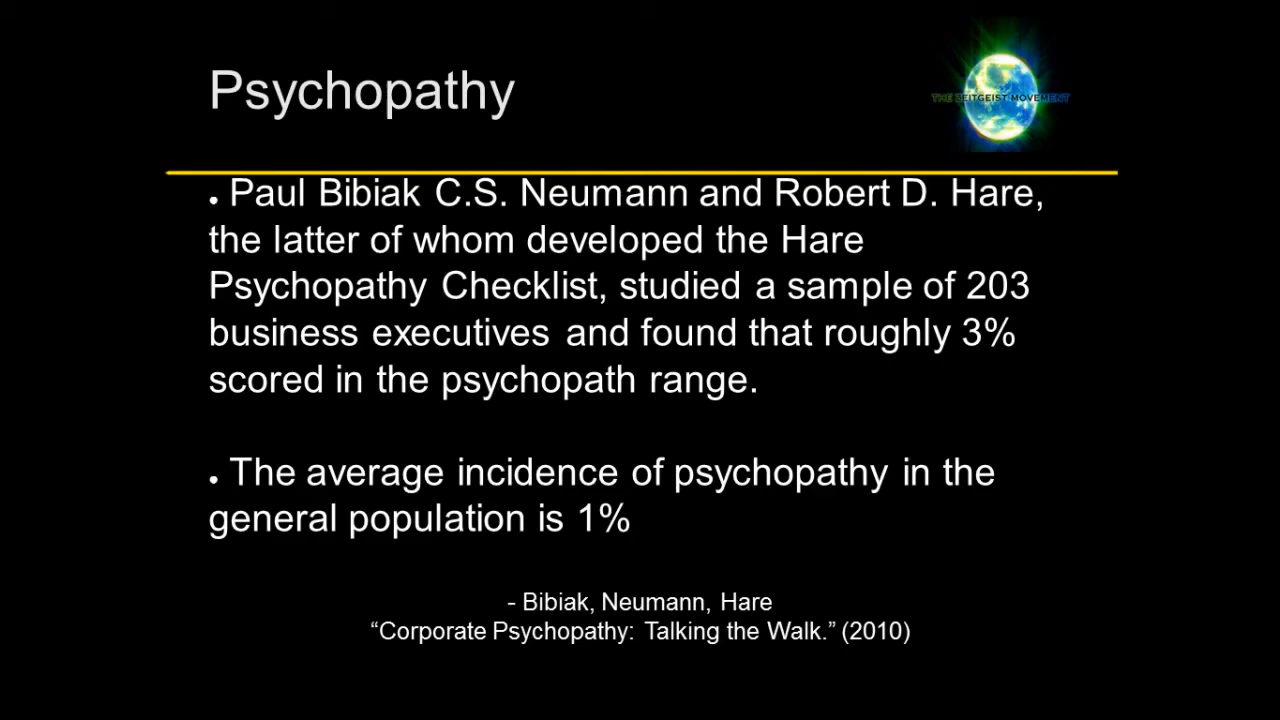 Psychopathy
THE ZEITGEIST MOVEMENT
• Paul Bibiak C.S. Neumann and Robert D. Hare,
the latter of whom developed the Hare
Psychopathy Checklist, studied a sample of 203
business executives and found that roughly 3%
scored in the psychopath range.
• The average incidence of psychopathy in the
general population is 1%
- Bibiak, Neumann, Hare
“Corporate Psychopathy: Talking the Walk.” (2010)